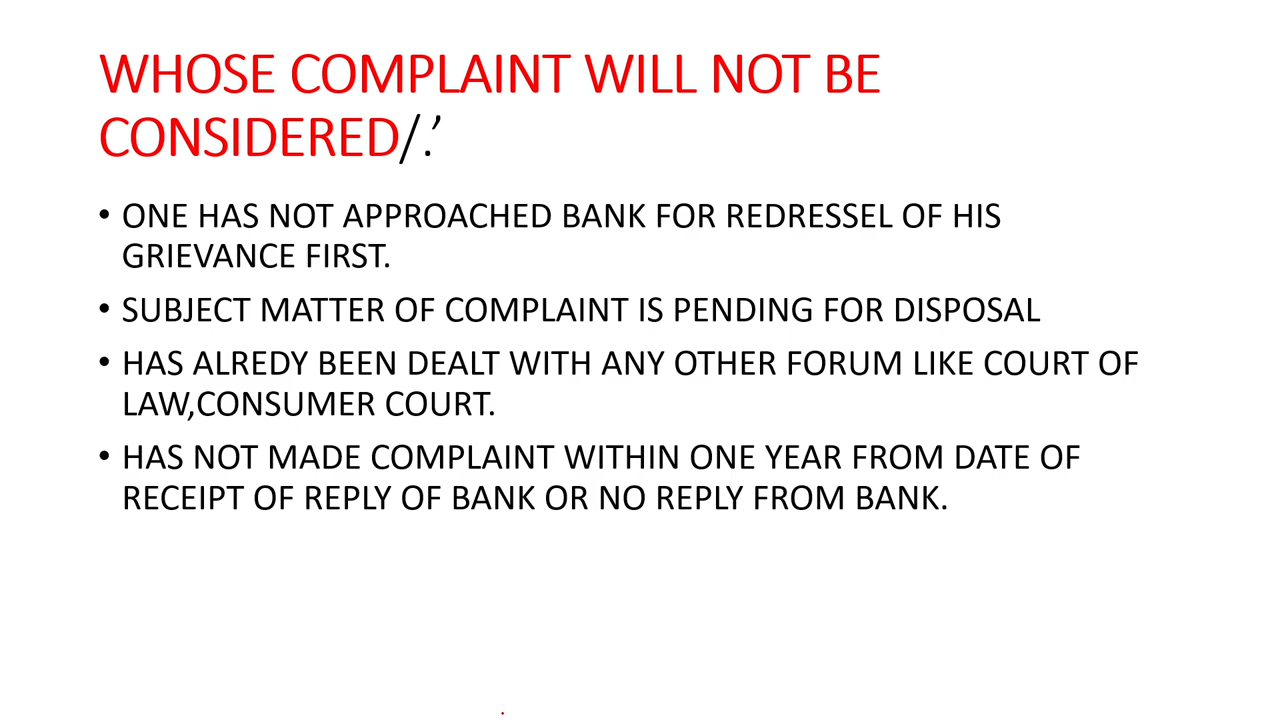 WHOSE COMPLAINT WILL NOT BE
CONSIDERED/.’
• ONE HAS NOT APPROACHED BANK FOR REDRESSEL OF HIS
GRIEVANCE FIRST.
• SUBJECT MATTER OF COMPLAINT IS PENDING FOR DISPOSAL
• HAS ALREDY BEEN DEALT WITH ANY OTHER FORUM LIKE COURT OF
LAW,CONSUMER COURT.
• HAS NOT MADE COMPLAINT WITHIN ONE YEAR FROM DATE OF
RECEIPT OF REPLY OF BANK OR NO REPLY FROM BANK.